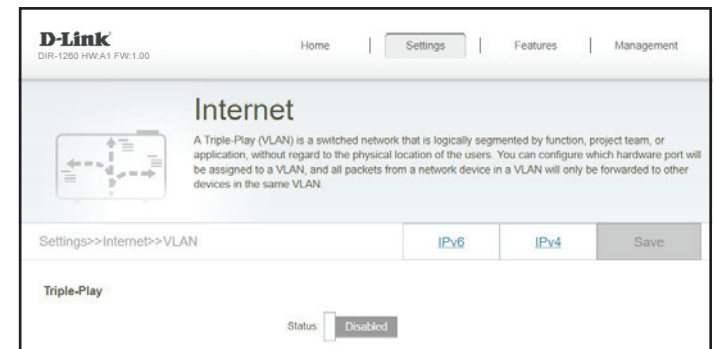 D-Link
DIR-1260 HW:A1 FW:1.00
Home | Settings | Features | Management
Internet
A Triple-Play (VLAN) is a switched network that is logically segmented by function, project team, or
application, without regard to the physical location of the users. You can configure which hardware port will
be assigned to a VLAN, and all packets from a network device in a VLAN will only be forwarded to other
devices in the same VLAN.
Settings>>Internet>>VLAN IPv6 IPv4 Save
Triple-Play
Status: Disabled